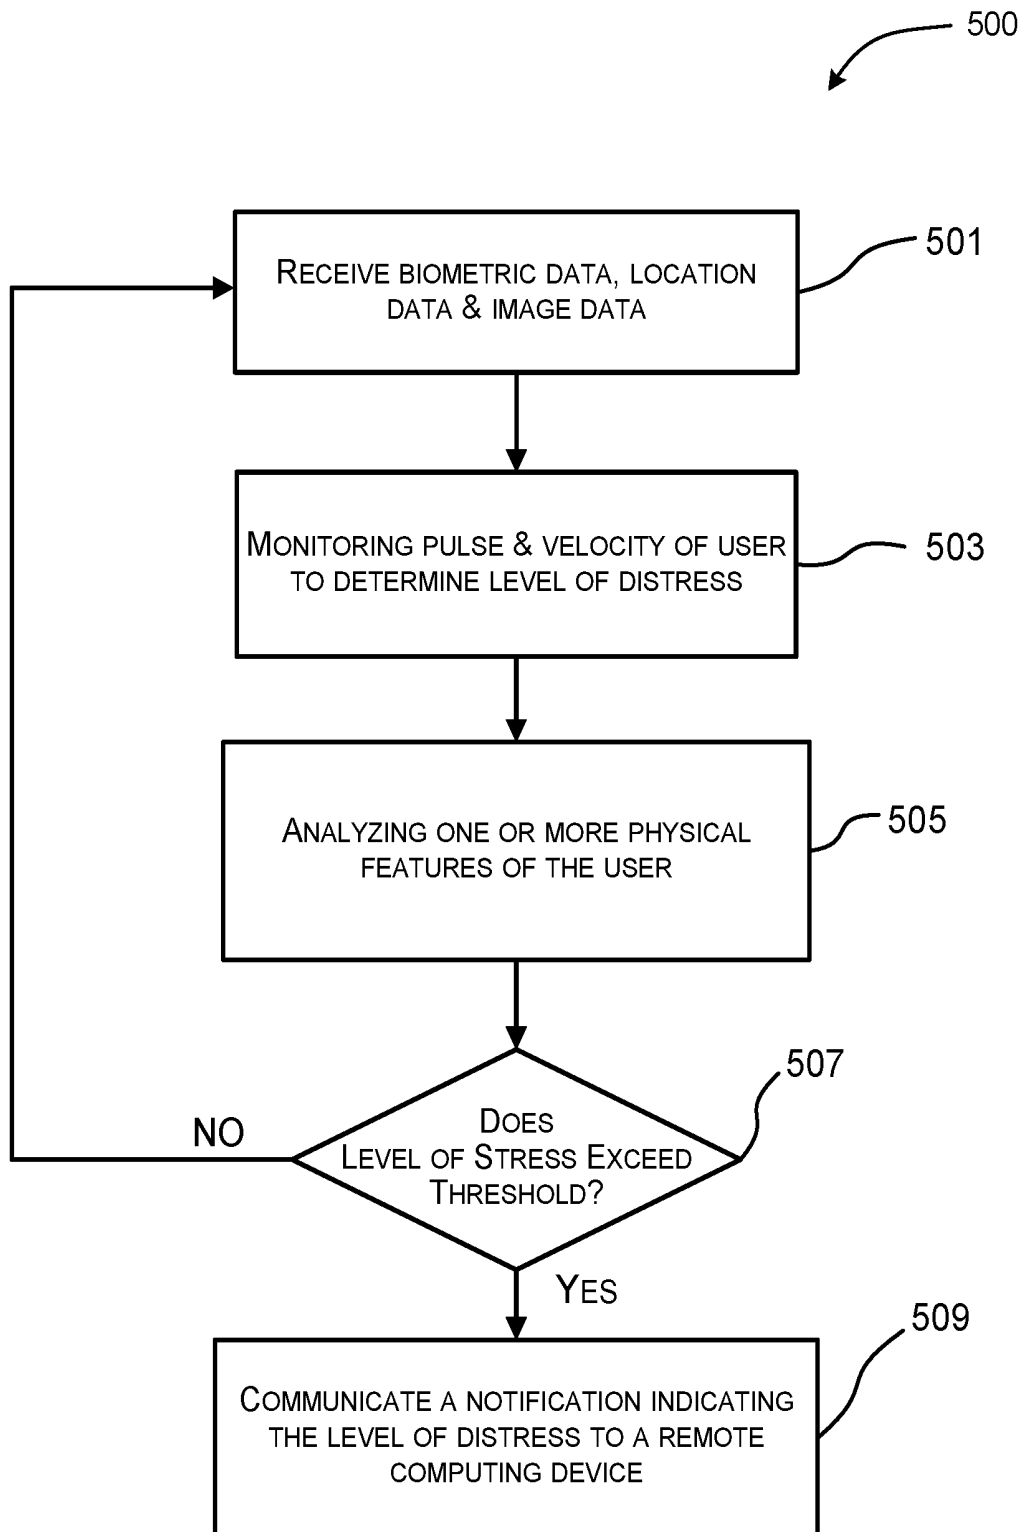 500
RECEIVE BIOMETRIC DATA, LOCATION
DATA & IMAGE DATA
501
MONITORING PULSE & VELOCITY OF USER
TO DETERMINE LEVEL OF DISTRESS
503
ANALYZING ONE OR MORE PHYSICAL
FEATURES OF THE USER
505
DOES
LEVEL OF STRESS EXCEED
THRESHOLD?
507
NO
YES
COMMUNICATE A NOTIFICATION INDICATING
THE LEVEL OF DISTRESS TO A REMOTE
COMPUTING DEVICE
509